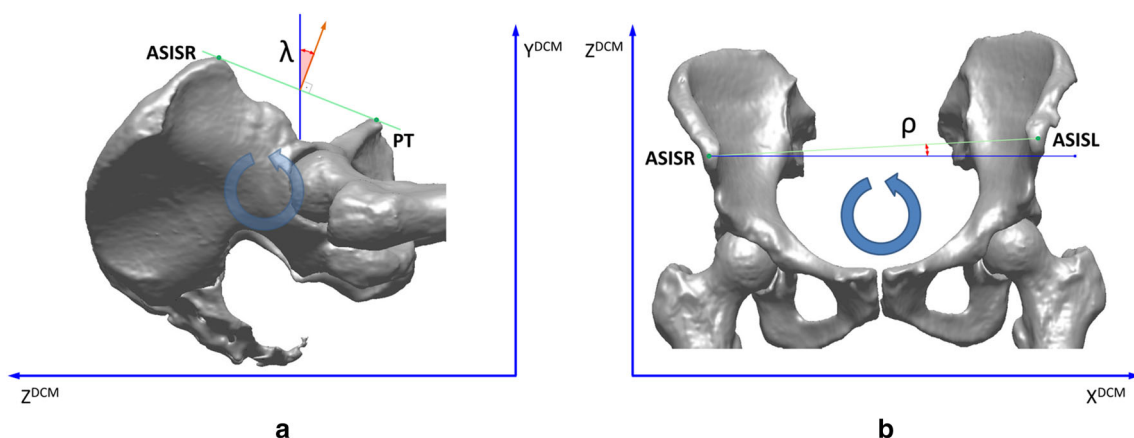 ASISR
λ
PT
Y^DCM
Z^DCM
a
Z^DCM
ρ
ASISR
ASISL
X^DCM
b